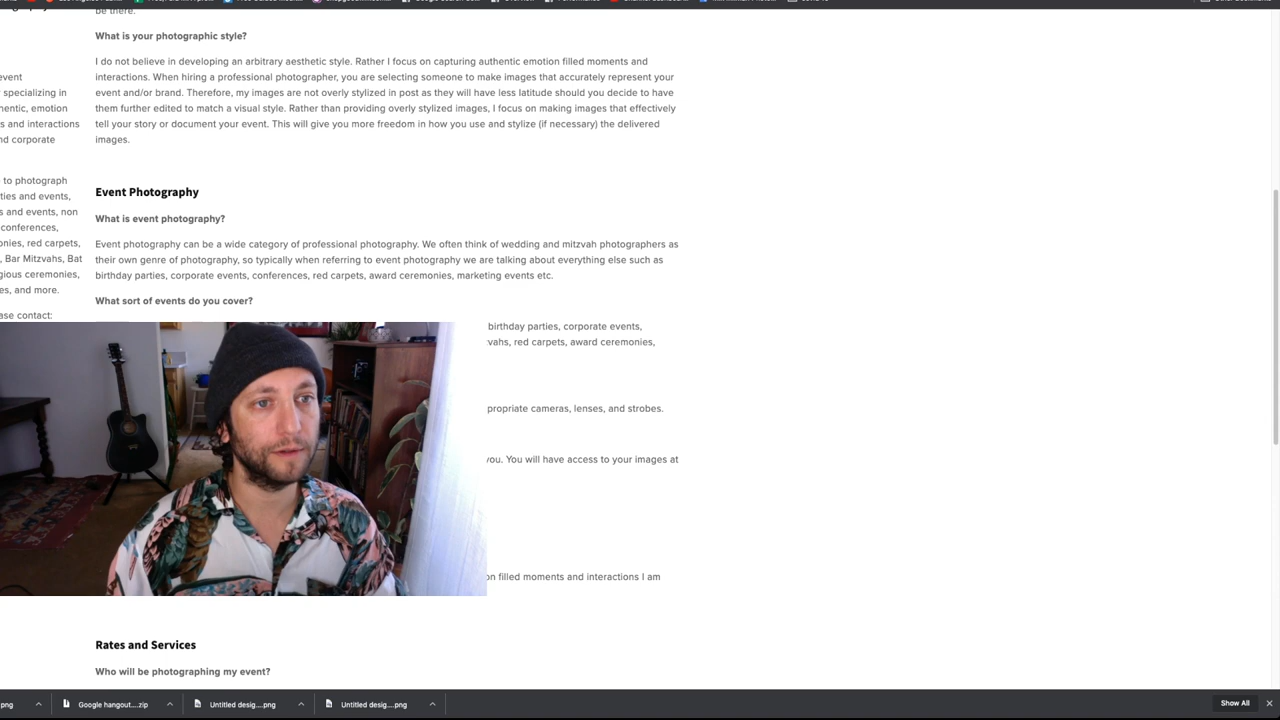 be there.
What is your photographic style?
I do not believe in developing an arbitrary aesthetic style. Rather I focus on capturing authentic emotion filled moments and
interactions. When hiring a professional photographer, you are selecting someone to make images that accurately represent your
event and/or brand. Therefore, my images are not overly stylized in post as they will have less latitude should you decide to have
them further edited to match a visual style. Rather than providing overly stylized images, I focus on making images that effectively
tell your story or document your event. This will give you more freedom in how you use and stylize (if necessary) the delivered
images.
event
specializing in
hentic, emotion
s and interactions
nd corporate
to photograph
ties and events,
s and events, non
conferences,
onies, red carpets,
, Bar Mitzvahs, Bat
gious ceremonies,
es, and more.
ase contact:
Event Photography
What is event photography?
Event photography can be a wide category of professional photography. We often think of wedding and mitzvah photographers as
their own genre of photography, so typically when referring to event photography we are talking about everything else such as
birthday parties, corporate events, conferences, red carpets, award ceremonies, marketing events etc.
What sort of events do you cover?
birthday parties, corporate events,
vahs, red carpets, award ceremonies,
propriate cameras, lenses, and strobes.
you. You will have access to your images at
on filled moments and interactions I am
Rates and Services
Who will be photographing my event?
.png
Google hangout....zip
Untitled desig....png
Untitled desig....png
Show All